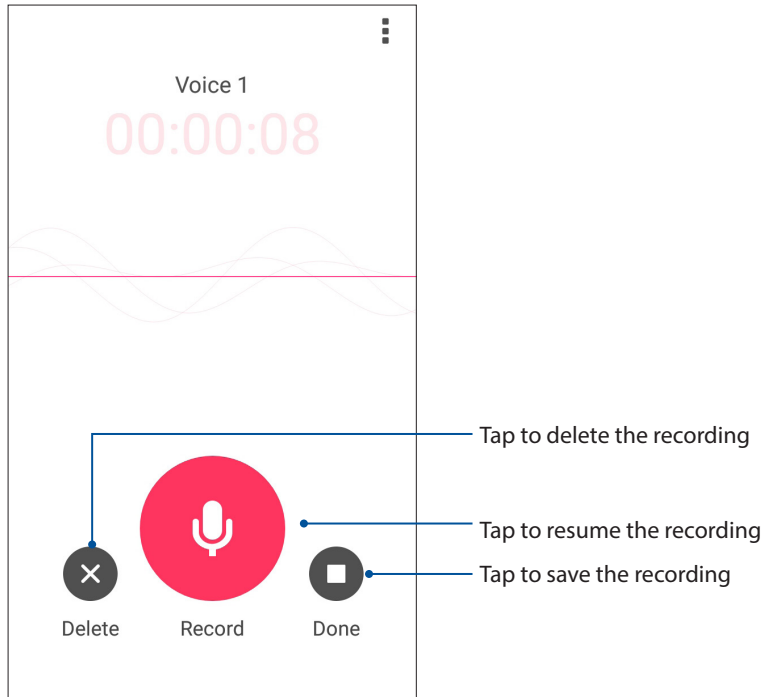 Voice 1
00:00:08
Tap to delete the recording
Tap to resume the recording
Tap to save the recording
Delete Record Done